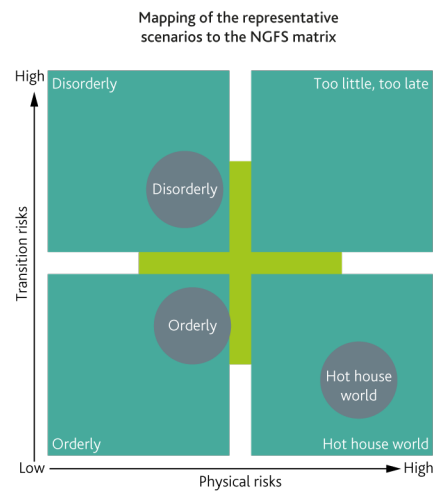 Mapping of the representative
scenarios to the NGFS matrix
High
Disorderly
Too little, too late
Disorderly
Transition risks
Orderly
Hot house
world
Orderly
Hot house world
Low
High
Physical risks